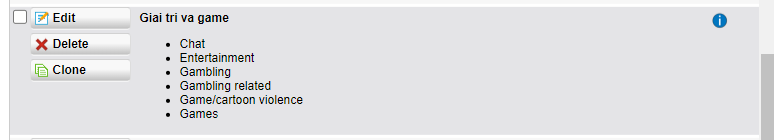 Edit
Giai tri va game
Delete
Clone
Chat
Entertainment
Gambling
Gambling related
Game/cartoon violence
Games